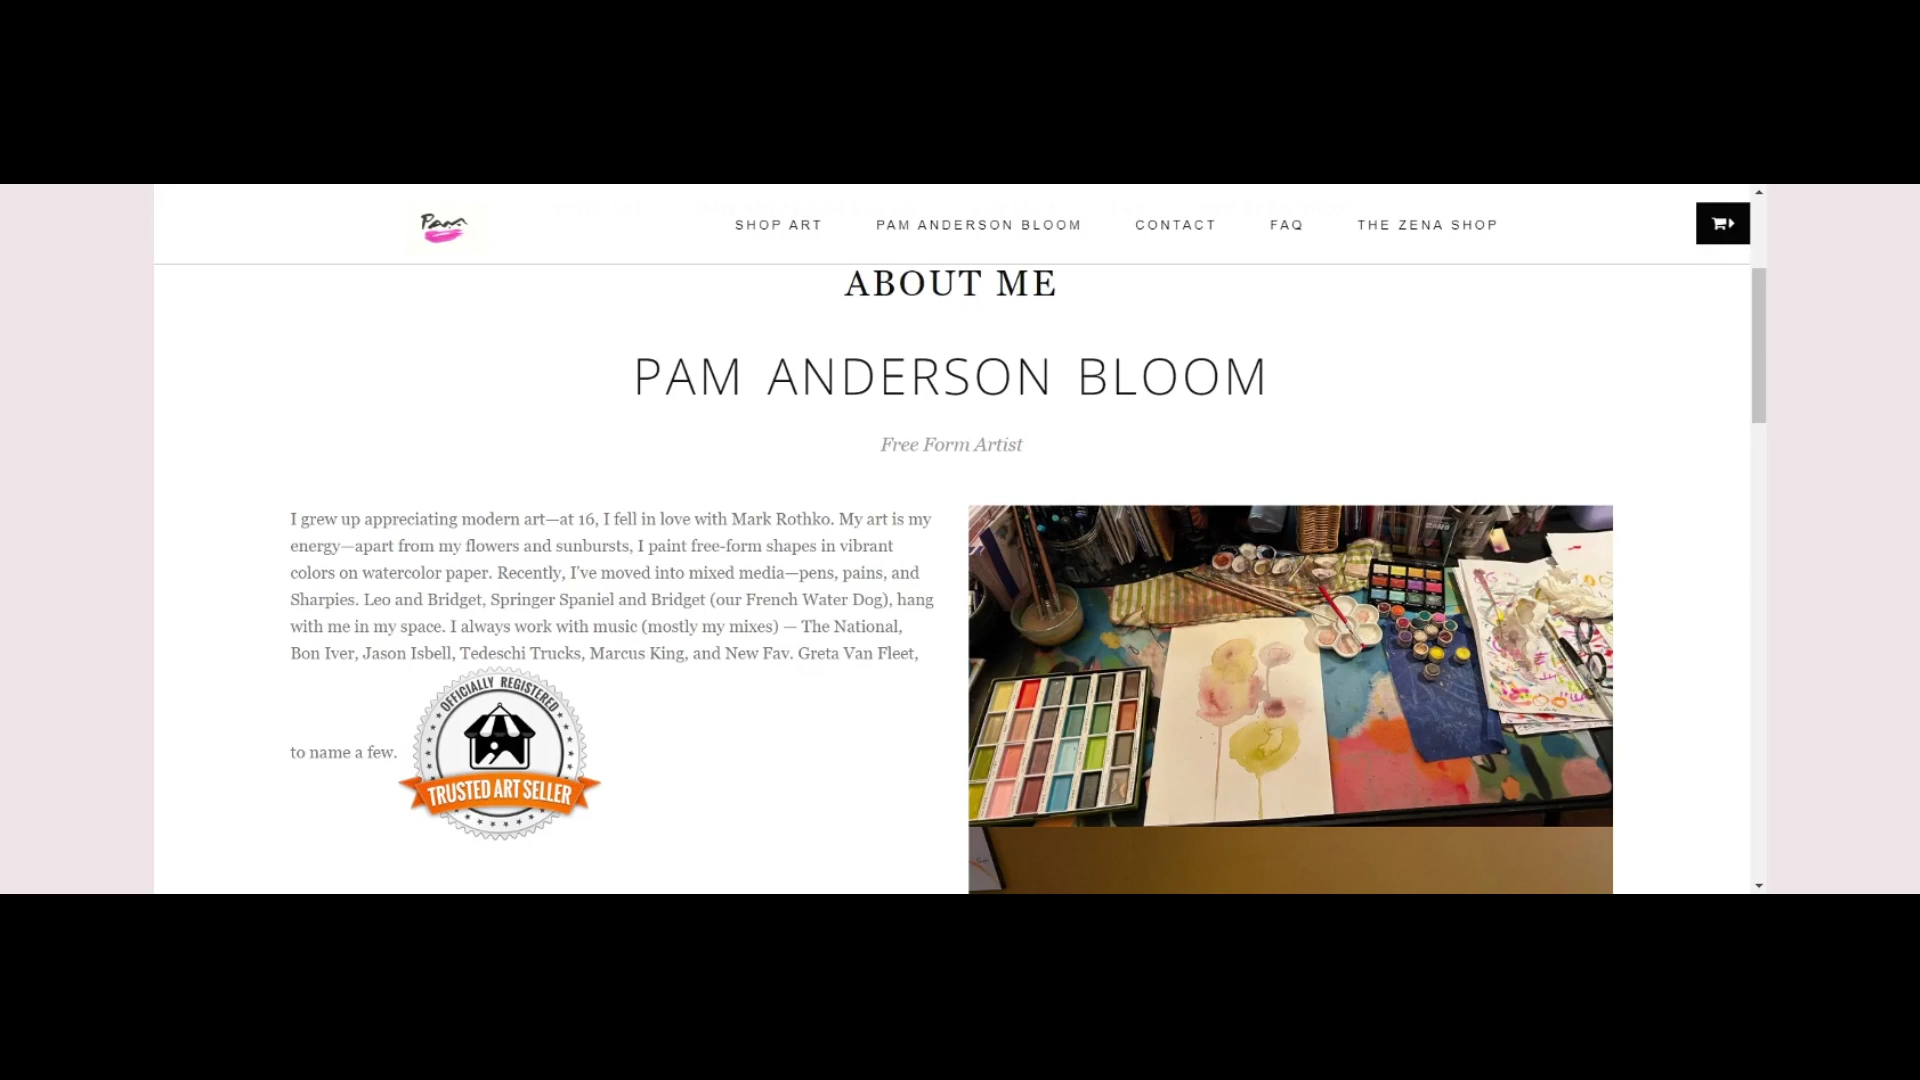 Pam
SHOP ART
PAM ANDERSON BLOOM
CONTACT
FAQ
THE ZENA SHOP
ABOUT ME
PAM ANDERSON BLOOM
Free Form Artist
I grew up appreciating modern art—at 16, I fell in love with Mark Rothko. My art is my
energy—apart from my flowers and sunbursts, I paint free-form shapes in vibrant
colors on watercolor paper. Recently, I've moved into mixed media—pens, pains, and
Sharpies. Leo and Bridget, Springer Spaniel and Bridget (our French Water Dog), hang
with me in my space. I always work with music (mostly my mixes) — The National,
Bon Iver, Jason Isbell, Tedeschi Trucks, Marcus King, and New Fav. Greta Van Fleet,
to name a few.
OFFICIALLY REGISTERED
TRUSTED ART SELLER